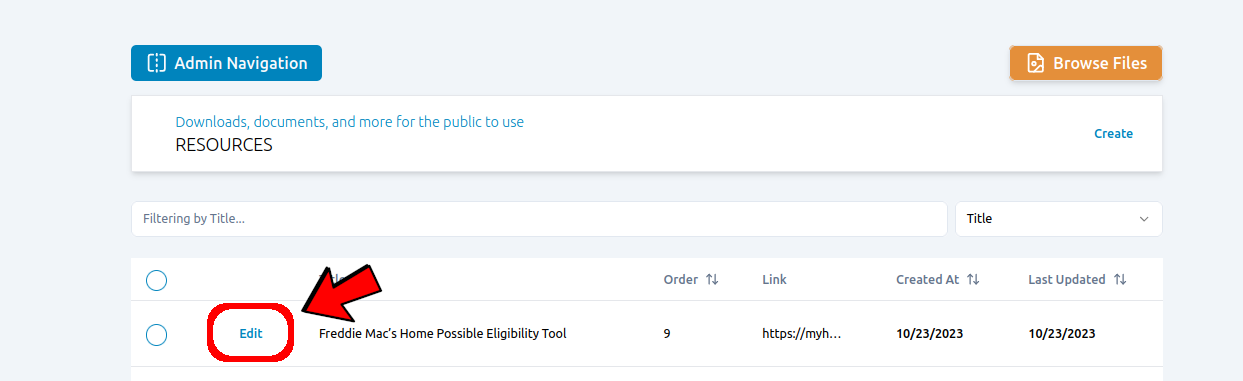 Admin Navigation
Browse Files
Downloads, documents, and more for the public to use
RESOURCES
Create
Filtering by Title...
Title
Order Link Created At Last Updated
Edit Freddie Mac’s Home Possible Eligibility Tool 9 https://myh... 10/23/2023 10/23/2023